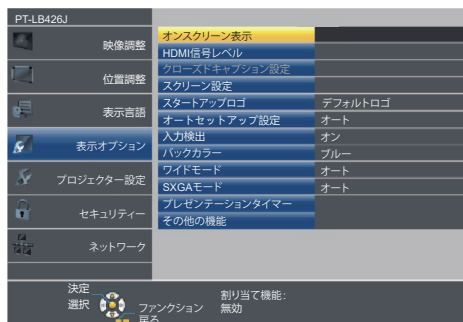 PT-LB426J
映像調整
位置調整
表示言語
表示オプション
プロジェクター設定
セキュリティー
ネットワーク
オンスクリーン表示
HDMI信号レベル
クローズドキャプション設定
スクリーン設定
スタートアップロゴ デフォルトロゴ
オートセットアップ設定 オート
入力検出 オン
バックカラー ブルー
ワイドモード オート
SXGAモード オート
プレゼンテーションタイマー
その他の機能
決定
選択
ファンクション
戻る
割り当て機能:
無効